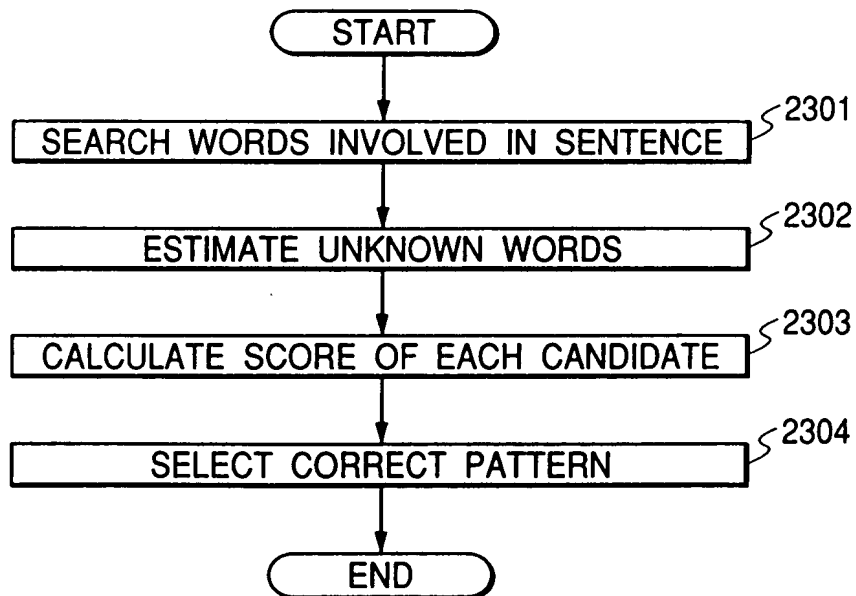 START
2301
SEARCH WORDS INVOLVED IN SENTENCE
2302
ESTIMATE UNKNOWN WORDS
2303
CALCULATE SCORE OF EACH CANDIDATE
2304
SELECT CORRECT PATTERN
END